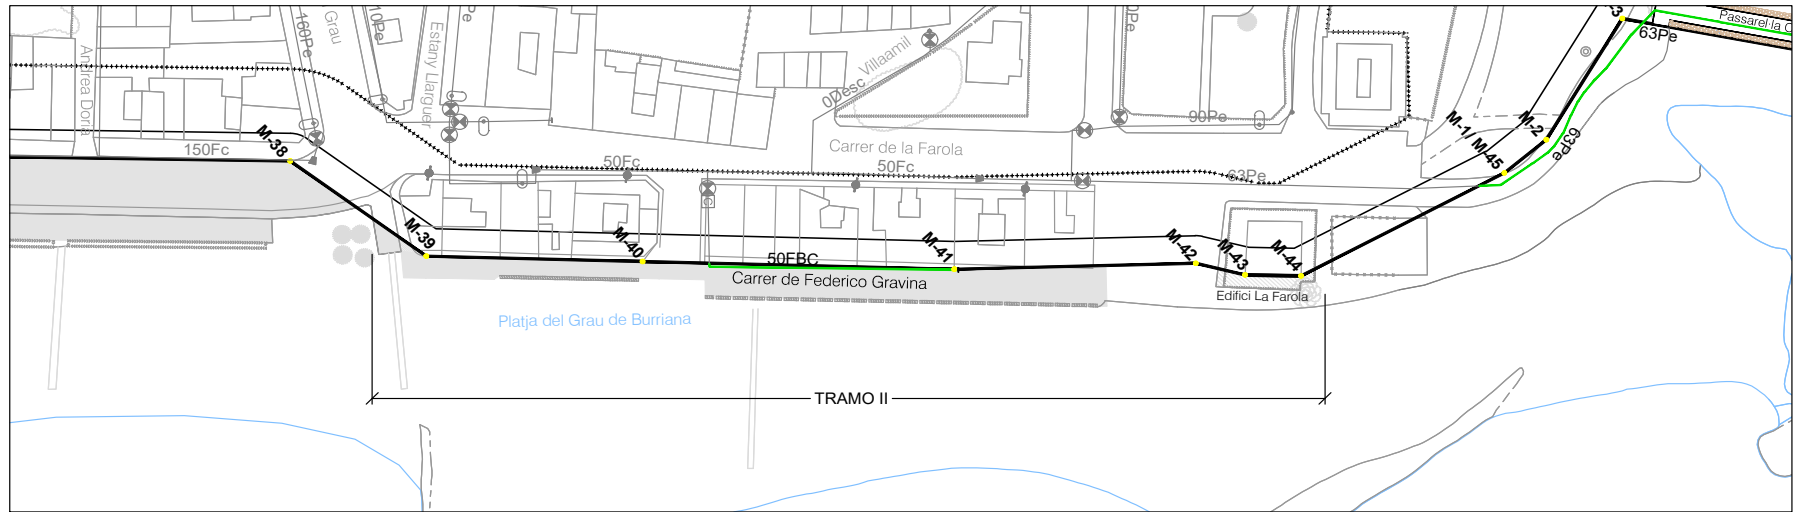 Andrea Doria
160Pe
Grau
10Pe
Estany Llarguer
Pe
0Desc
Villaamil
0Pe
90Pe
3
63Pe
Passarel·la C
M-38
150Fc
50Fc
Carrer de la Farola
50Fc
63Pe
M-1/ M-45
M-2
63Pe
M-39
M-40
Fc
M-41
M-42
M-43
M-44
50FBC
Carrer de Federico Gravina
Edifici La Farola
Platja del Grau de Burriana
TRAMO II